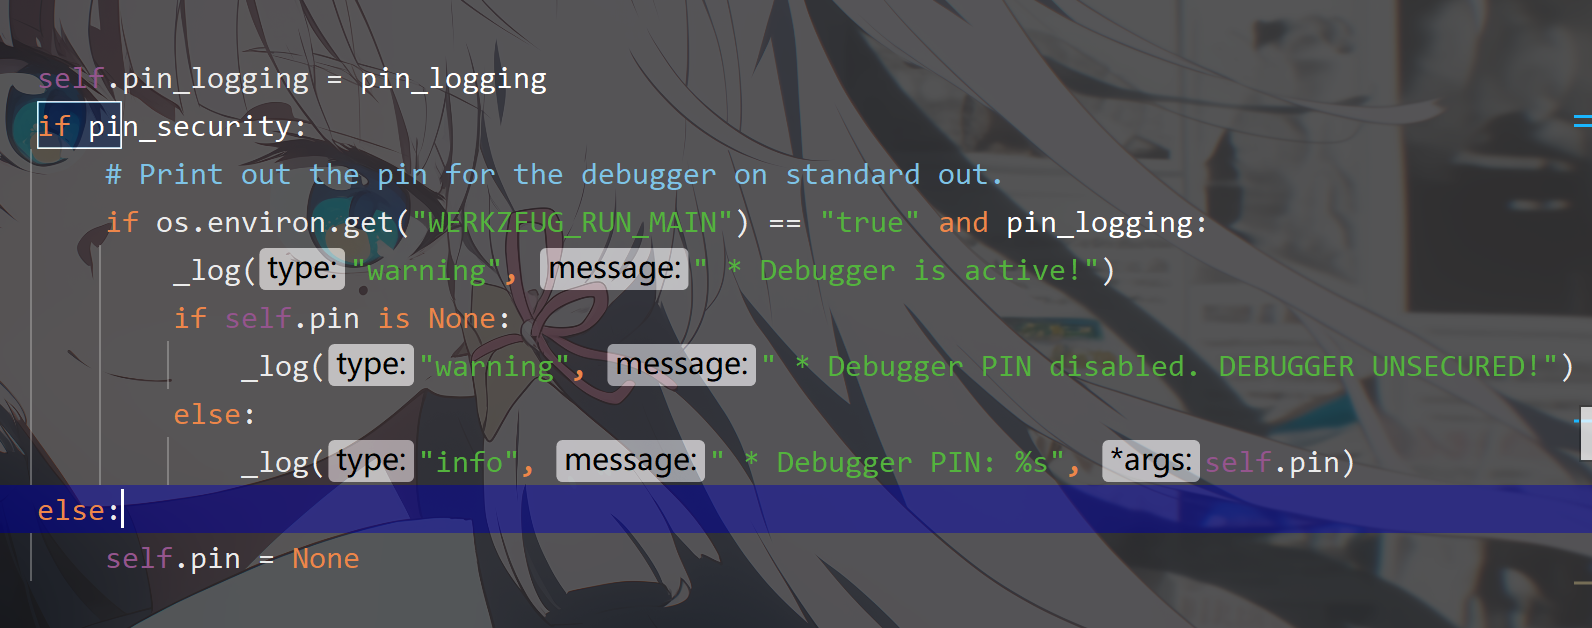 self.pin_logging = pin_logging
if pin_security:
    # Print out the pin for the debugger on standard out.
    if os.environ.get("WERKZEUG_RUN_MAIN") == "true" and pin_logging:
        _log(type: "warning", message: " * Debugger is active!")
        if self.pin is None:
            _log(type: "warning", message: " * Debugger PIN disabled. DEBUGGER UNSECURED!")
        else:
            _log(type: "info", message: " * Debugger PIN: %s", *args: self.pin)
else:
    self.pin = None